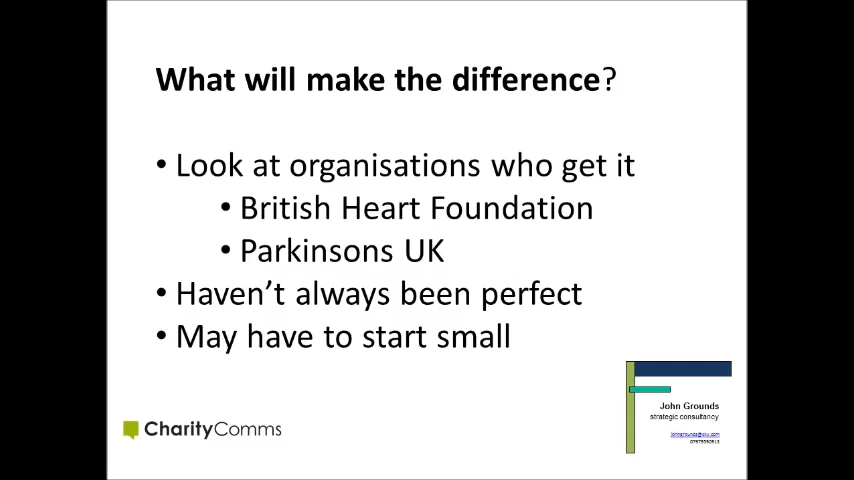 What will make the difference?
• Look at organisations who get it
• British Heart Foundation
• Parkinsons UK
• Haven't always been perfect
• May have to start small
John Grounds
strategic consultancy
CharityComms